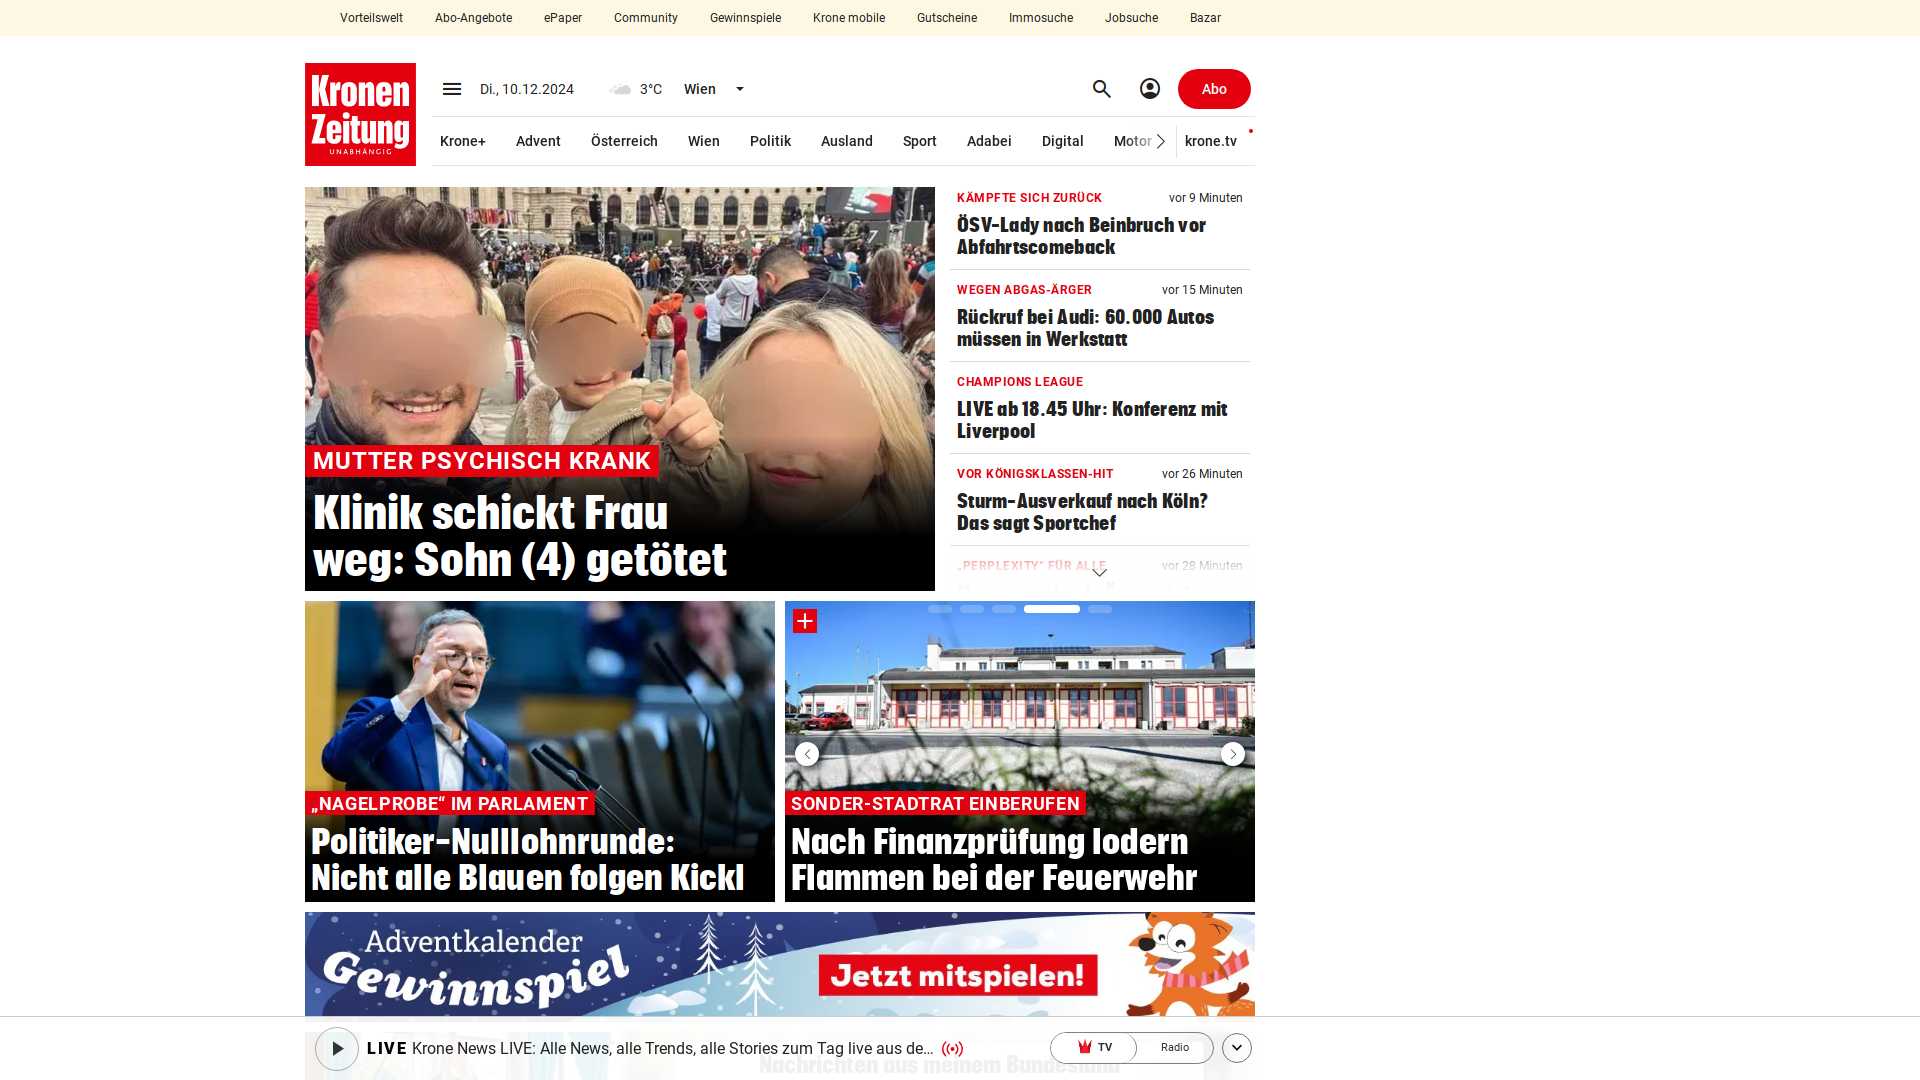 Vorteilswelt Abo-Angebote ePaper Community Gewinnspiele Krone mobile Gutscheine Immosuche Jobsuche Bazar
Kronen
Zeitung
UNABHÄNGIG
Di., 10.12.2024 3°C Wien Abo
Krone+ Advent Österreich Wien Politik Ausland Sport Adabei Digital Motor krone.tv
MUTTER PSYCHISCH KRANK
Klinik schickt Frau
weg: Sohn (4) getötet
KÄMPFTE SICH ZURÜCK vor 9 Minuten
ÖSV-Lady nach Beinbruch vor
Abfahrtscomeback
WEGEN ABGAS-ÄRGER vor 15 Minuten
Rückruf bei Audi: 60.000 Autos
müssen in Werkstatt
CHAMPIONS LEAGUE
LIVE ab 18.45 Uhr: Konferenz mit
Liverpool
VOR KÖNIGSKLASSEN-HIT vor 26 Minuten
Sturm-Ausverkauf nach Köln?
Das sagt Sportchef
„PERPLEXITY“ FÜR ALLE vor 28 Minuten
„NAGELPROBE“ IM PARLAMENT
Politiker-Nulllohnrunde:
Nicht alle Blauen folgen Kickl
SONDER-STADTRAT EINBERUFEN
Nach Finanzprüfung lodern
Flammen bei der Feuerwehr
Adventkalender
Gewinnspiel
Jetzt mitspielen!
LIVE Krone News LIVE: Alle News, alle Trends, alle Stories zum Tag live aus de... TV Radio
Nachrichten aus meinem Bundesland